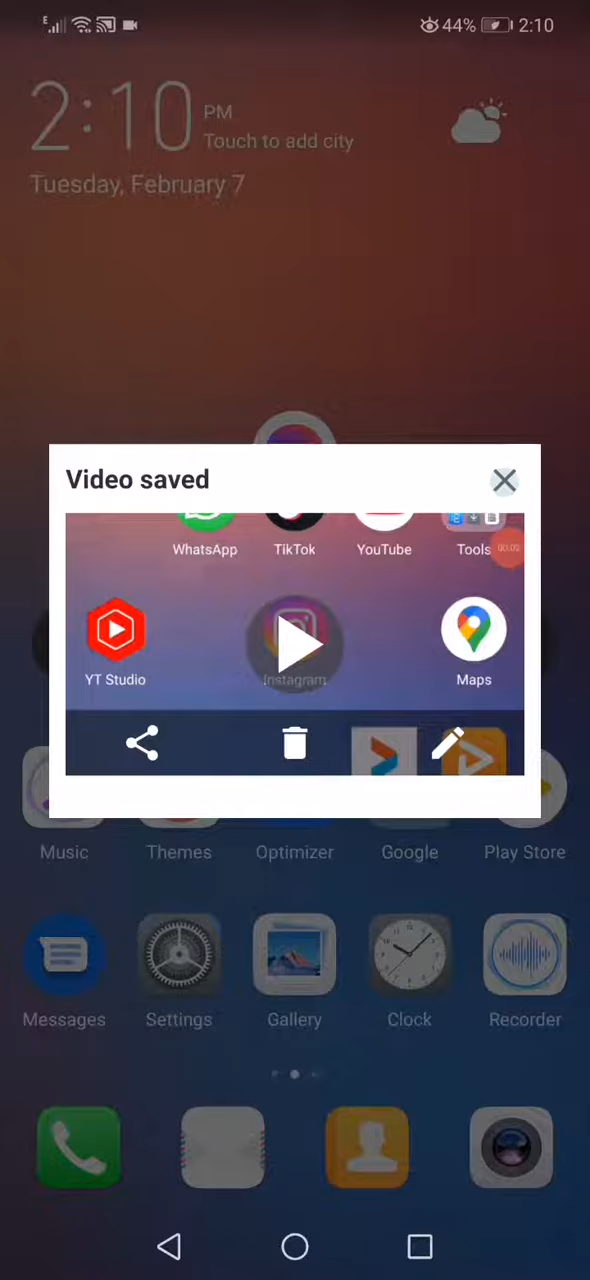 E 44% 2:10
2:10 PM
Touch to add city
Tuesday, February 7
Video saved
WhatsApp TikTok YouTube Tools
YT Studio Instagram Maps
Music Themes Optimizer Google Play Store
Messages Settings Gallery Clock Recorder